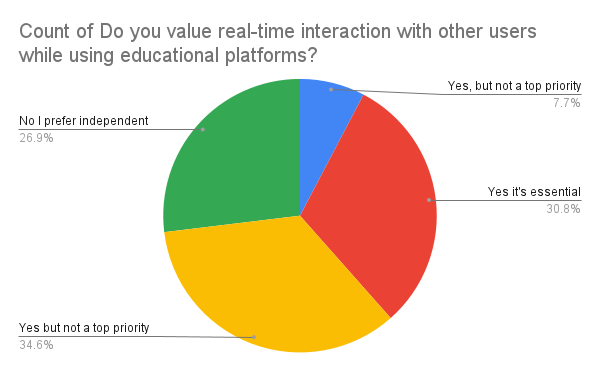 Count of Do you value real-time interaction with other users
while using educational platforms?
Yes, but not a top priority
7.7%
No I prefer independent
26.9%
Yes it's essential
30.8%
Yes but not a top priority
34.6%